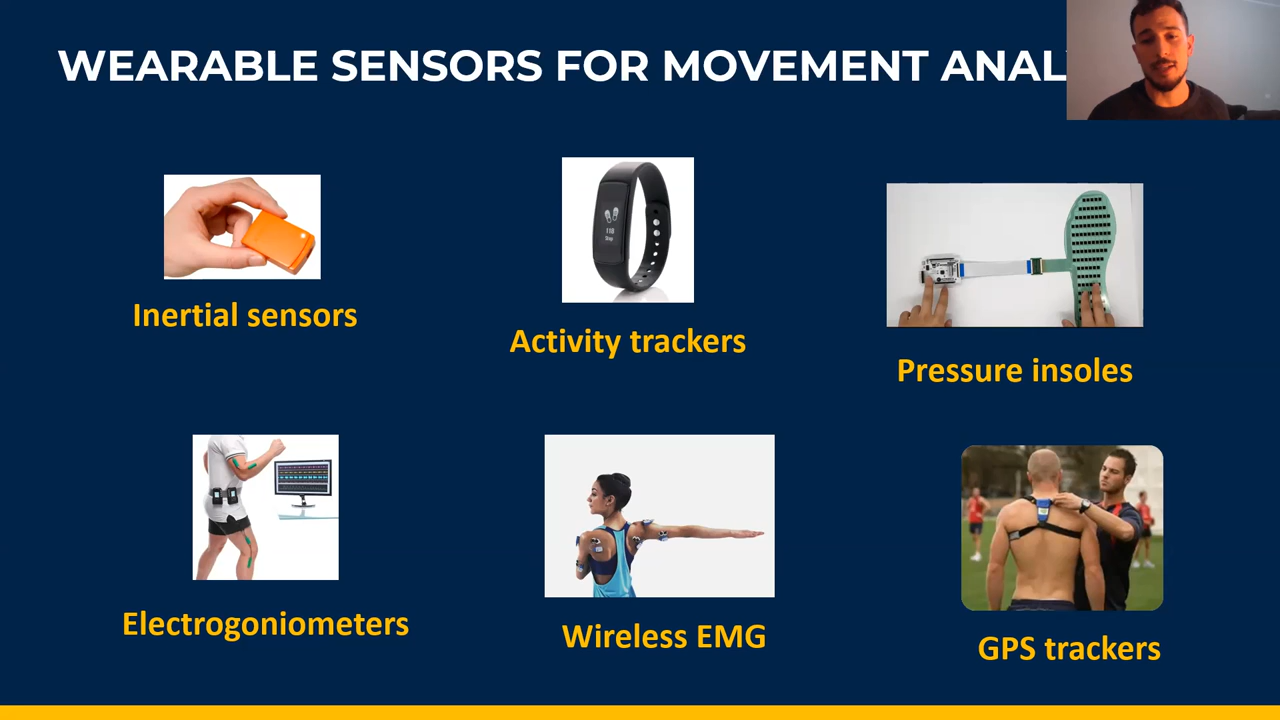 WEARABLE SENSORS FOR MOVEMENT ANAL
Inertial sensors
Activity trackers
Pressure insoles
Electrogoniometers
Wireless EMG
GPS trackers